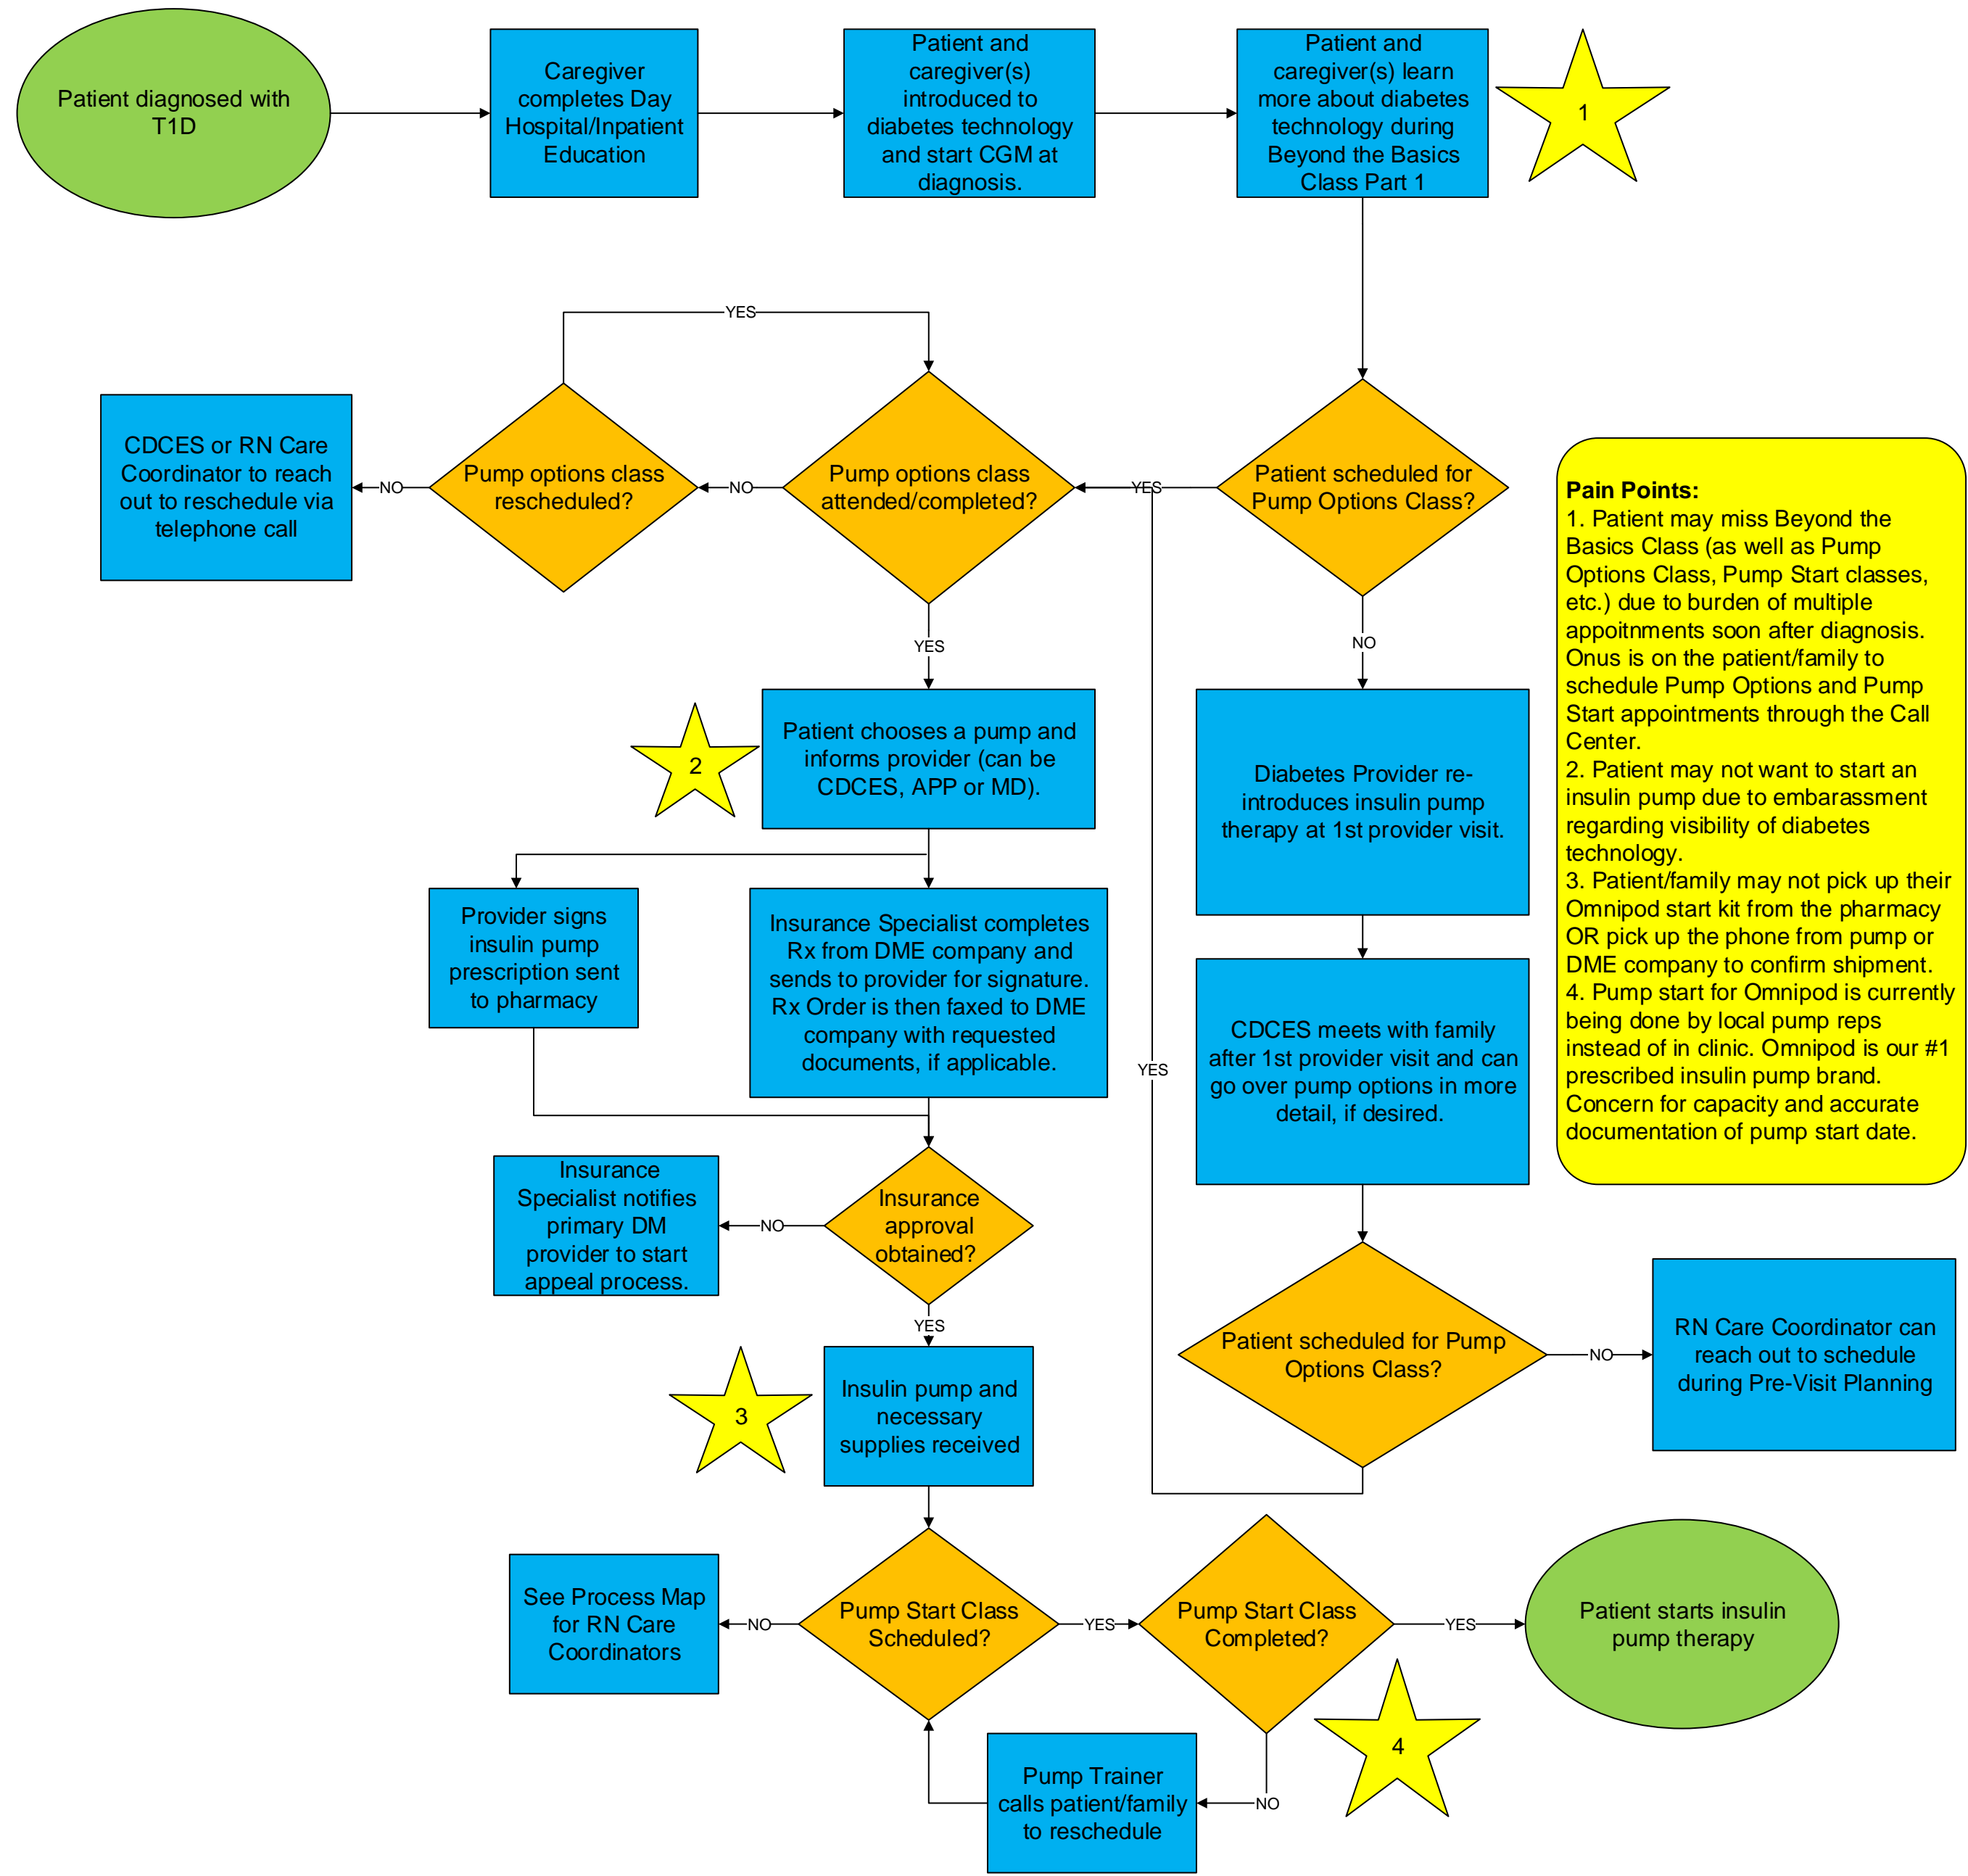 Patient diagnosed with
T1D
Caregiver
completes Day
Hospital/Inpatient
Education
Patient and
caregiver(s)
introduced to
diabetes technology
and start CGM at
diagnosis.
Patient and
caregiver(s) learn
more about diabetes
technology during
Beyond the Basics
Class Part 1
1
YES
CDCES or RN Care
Coordinator to reach
out to reschedule via
telephone call
NO
Pump options class
rescheduled?
NO
Pump options class
attended/completed?
YES
Patient scheduled for
Pump Options Class?
Pain Points:
1. Patient may miss Beyond the
Basics Class (as well as Pump
Options Class, Pump Start classes,
etc.) due to burden of multiple
appoitnments soon after diagnosis.
Onus is on the patient/family to
schedule Pump Options and Pump
Start appointments through the Call
Center.
2. Patient may not want to start an
insulin pump due to embarassment
regarding visibility of diabetes
technology.
3. Patient/family may not pick up their
Omnipod start kit from the pharmacy
OR pick up the phone from pump or
DME company to confirm shipment.
4. Pump start for Omnipod is currently
being done by local pump reps
instead of in clinic. Omnipod is our #1
prescribed insulin pump brand.
Concern for capacity and accurate
documentation of pump start date.
YES
NO
2
Patient chooses a pump and
informs provider (can be
CDCES, APP or MD).
Diabetes Provider re-
introduces insulin pump
therapy at 1st provider visit.
Provider signs
insulin pump
prescription sent
to pharmacy
Insurance Specialist completes
Rx from DME company and
sends to provider for signature.
Rx Order is then faxed to DME
company with requested
documents, if applicable.
YES
CDCES meets with family
after 1st provider visit and can
go over pump options in more
detail, if desired.
Insurance
Specialist notifies
primary DM
provider to start
appeal process.
NO
Insurance
approval
obtained?
YES
Patient scheduled for Pump
Options Class?
NO
RN Care Coordinator can
reach out to schedule
during Pre-Visit Planning
3
Insulin pump and
necessary
supplies received
See Process Map
for RN Care
Coordinators
NO
Pump Start Class
Scheduled?
YES
Pump Start Class
Completed?
YES
Patient starts insulin
pump therapy
4
Pump Trainer
calls patient/family
to reschedule
NO